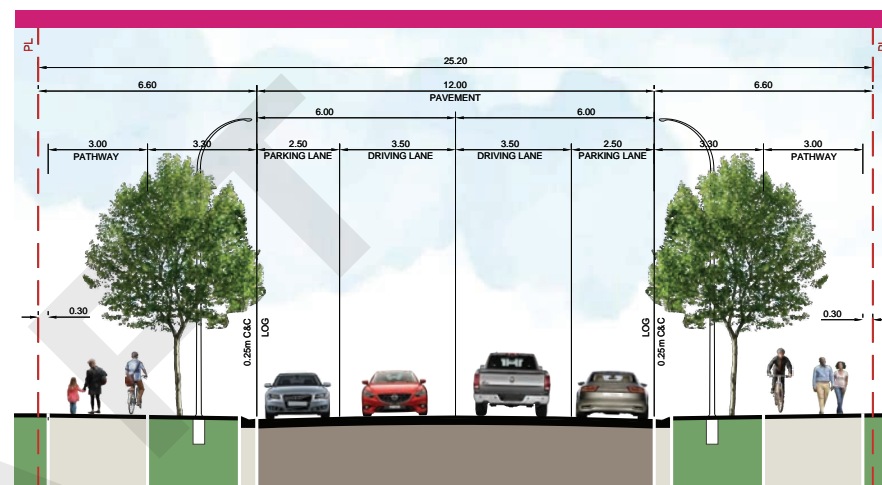 PL
PL
25.20
6.60
12.00
6.60
PAVEMENT
6.00
6.00
3.00
3.30
2.50
3.50
3.50
2.50
3.30
3.00
PATHWAY
PARKING LANE
DRIVING LANE
DRIVING LANE
PARKING LANE
PATHWAY
0.30
0.30
0.25m C&C
LOG
LOG
0.25m C&C